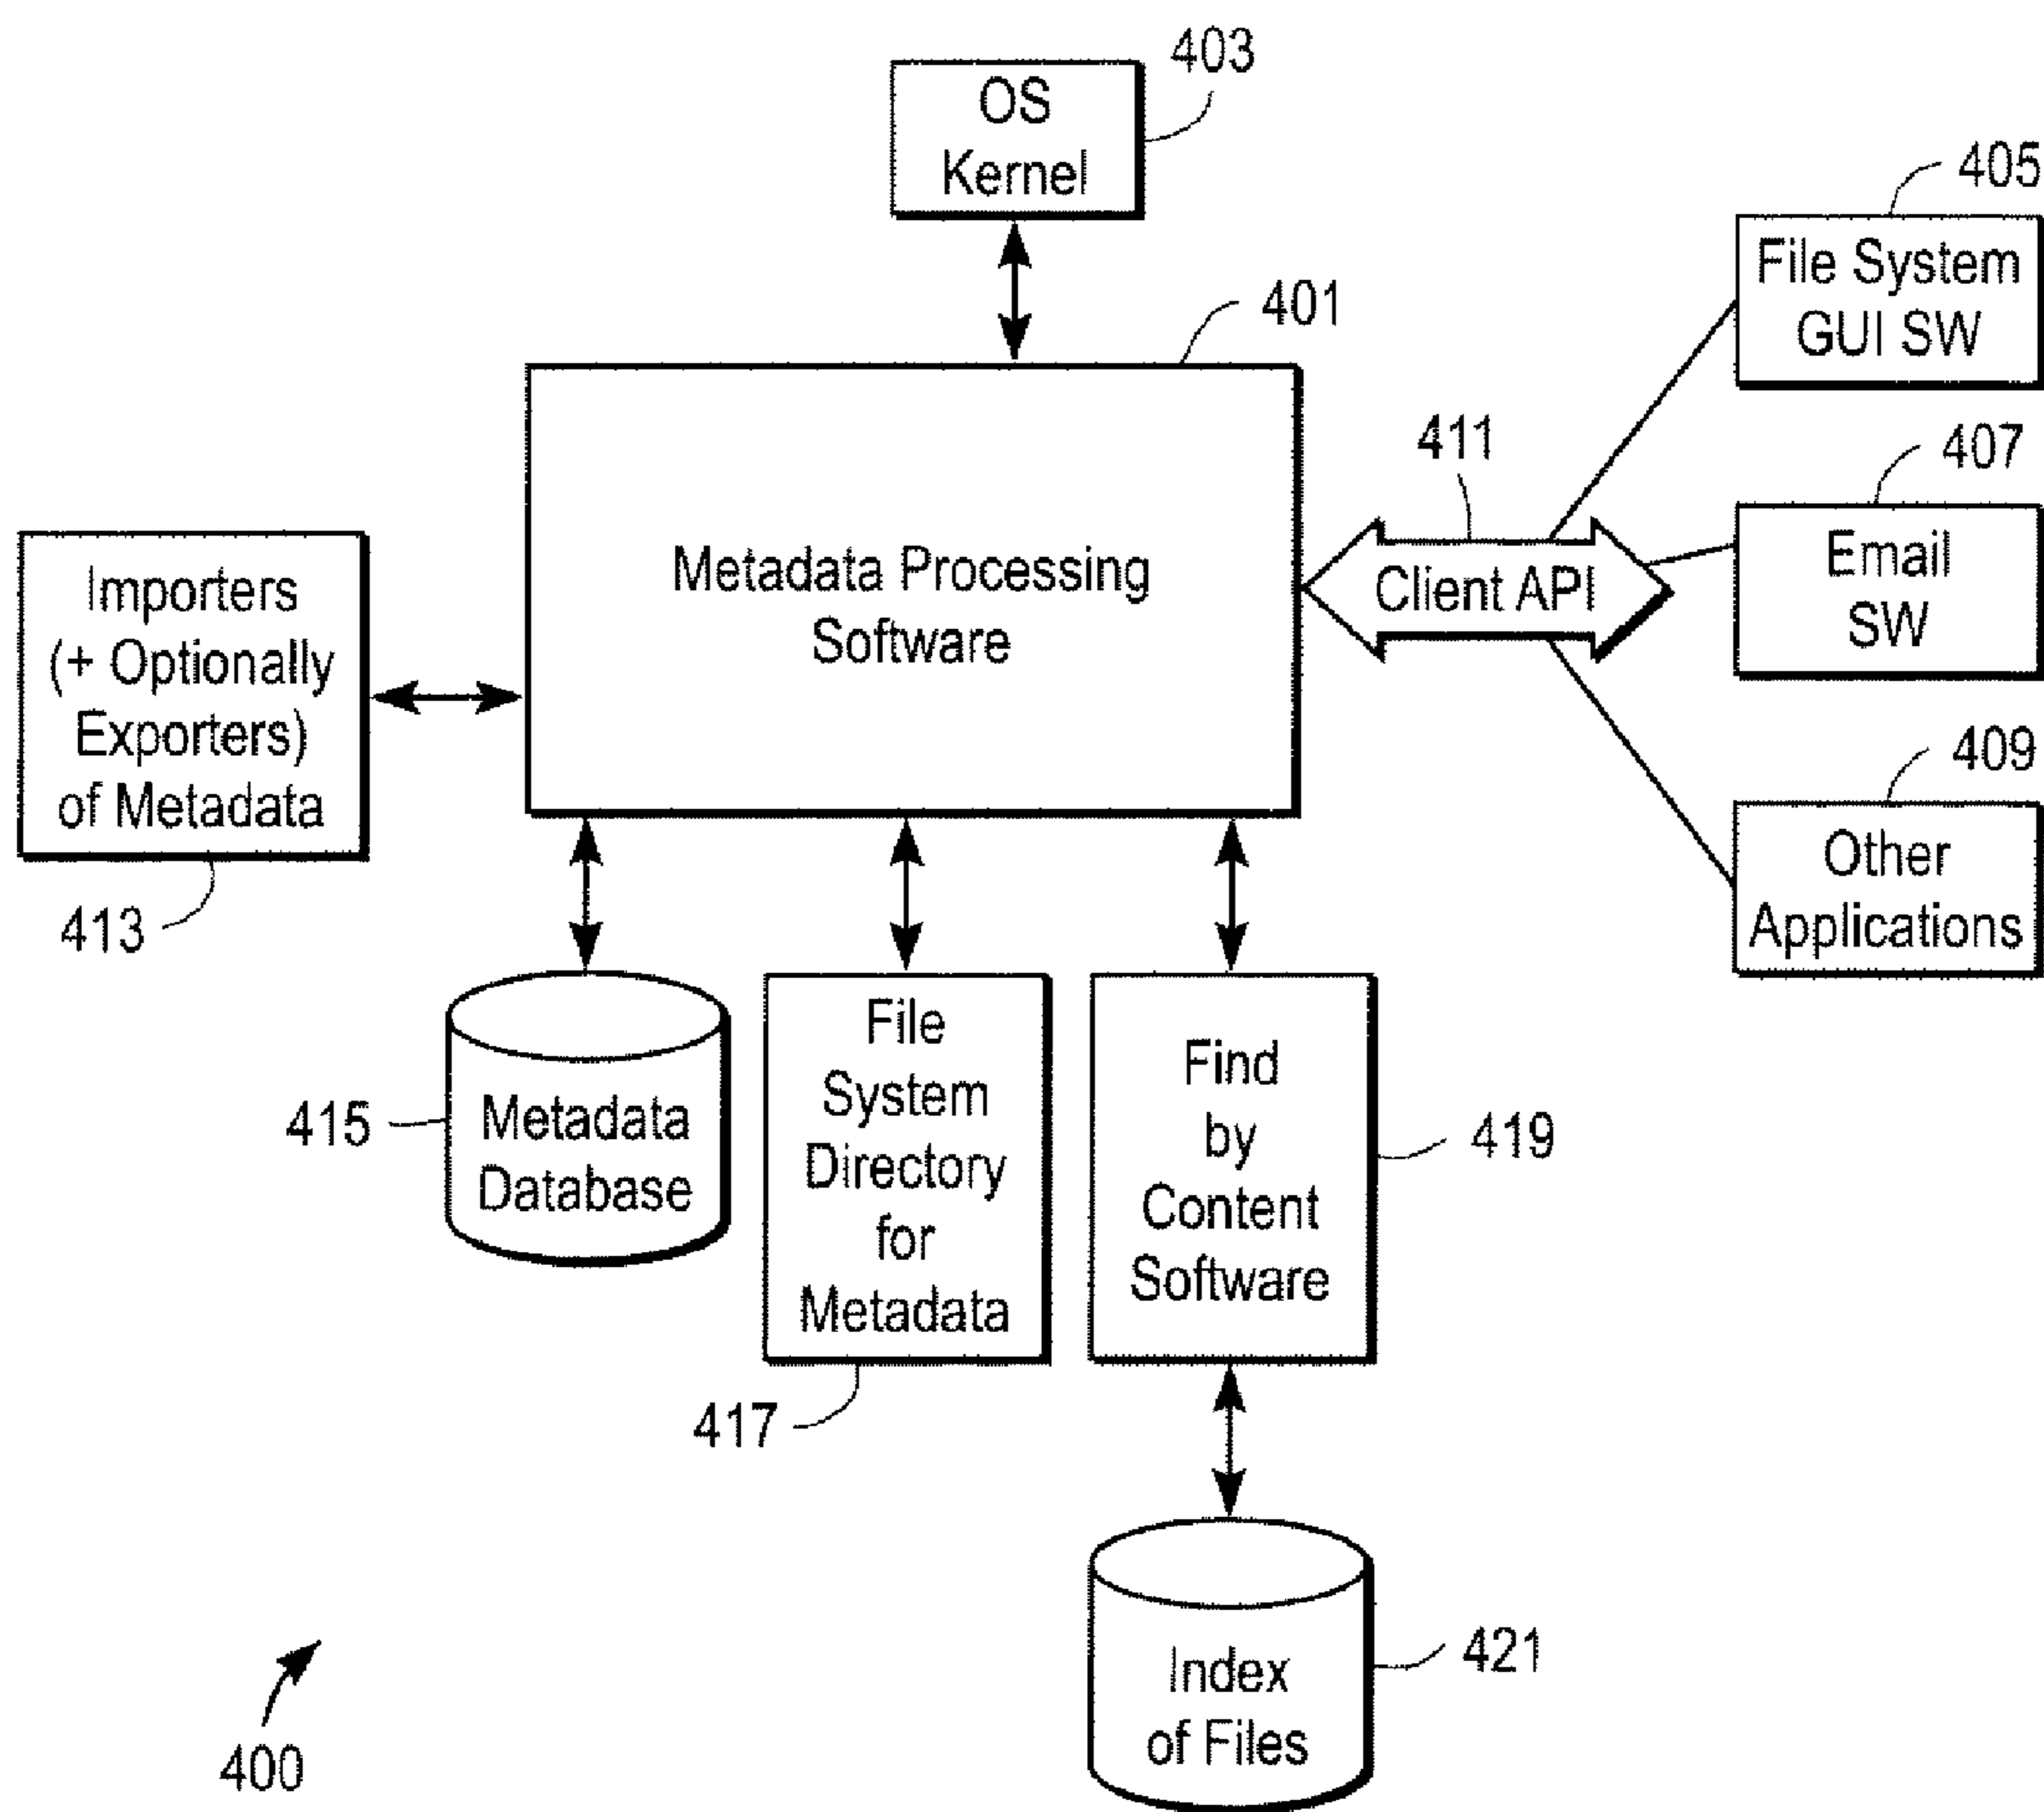 403
OS
Kernel
405
File System
GUI SW
401
411
407
Metadata Processing
Software
Client API
Email
SW
Importers
(+ Optionally
Exporters)
of Metadata
413
409
Other
Applications
415
Metadata
Database
File
System
Directory
for
Metadata
417
Find
by
Content
Software
419
Index
of Files
421
400